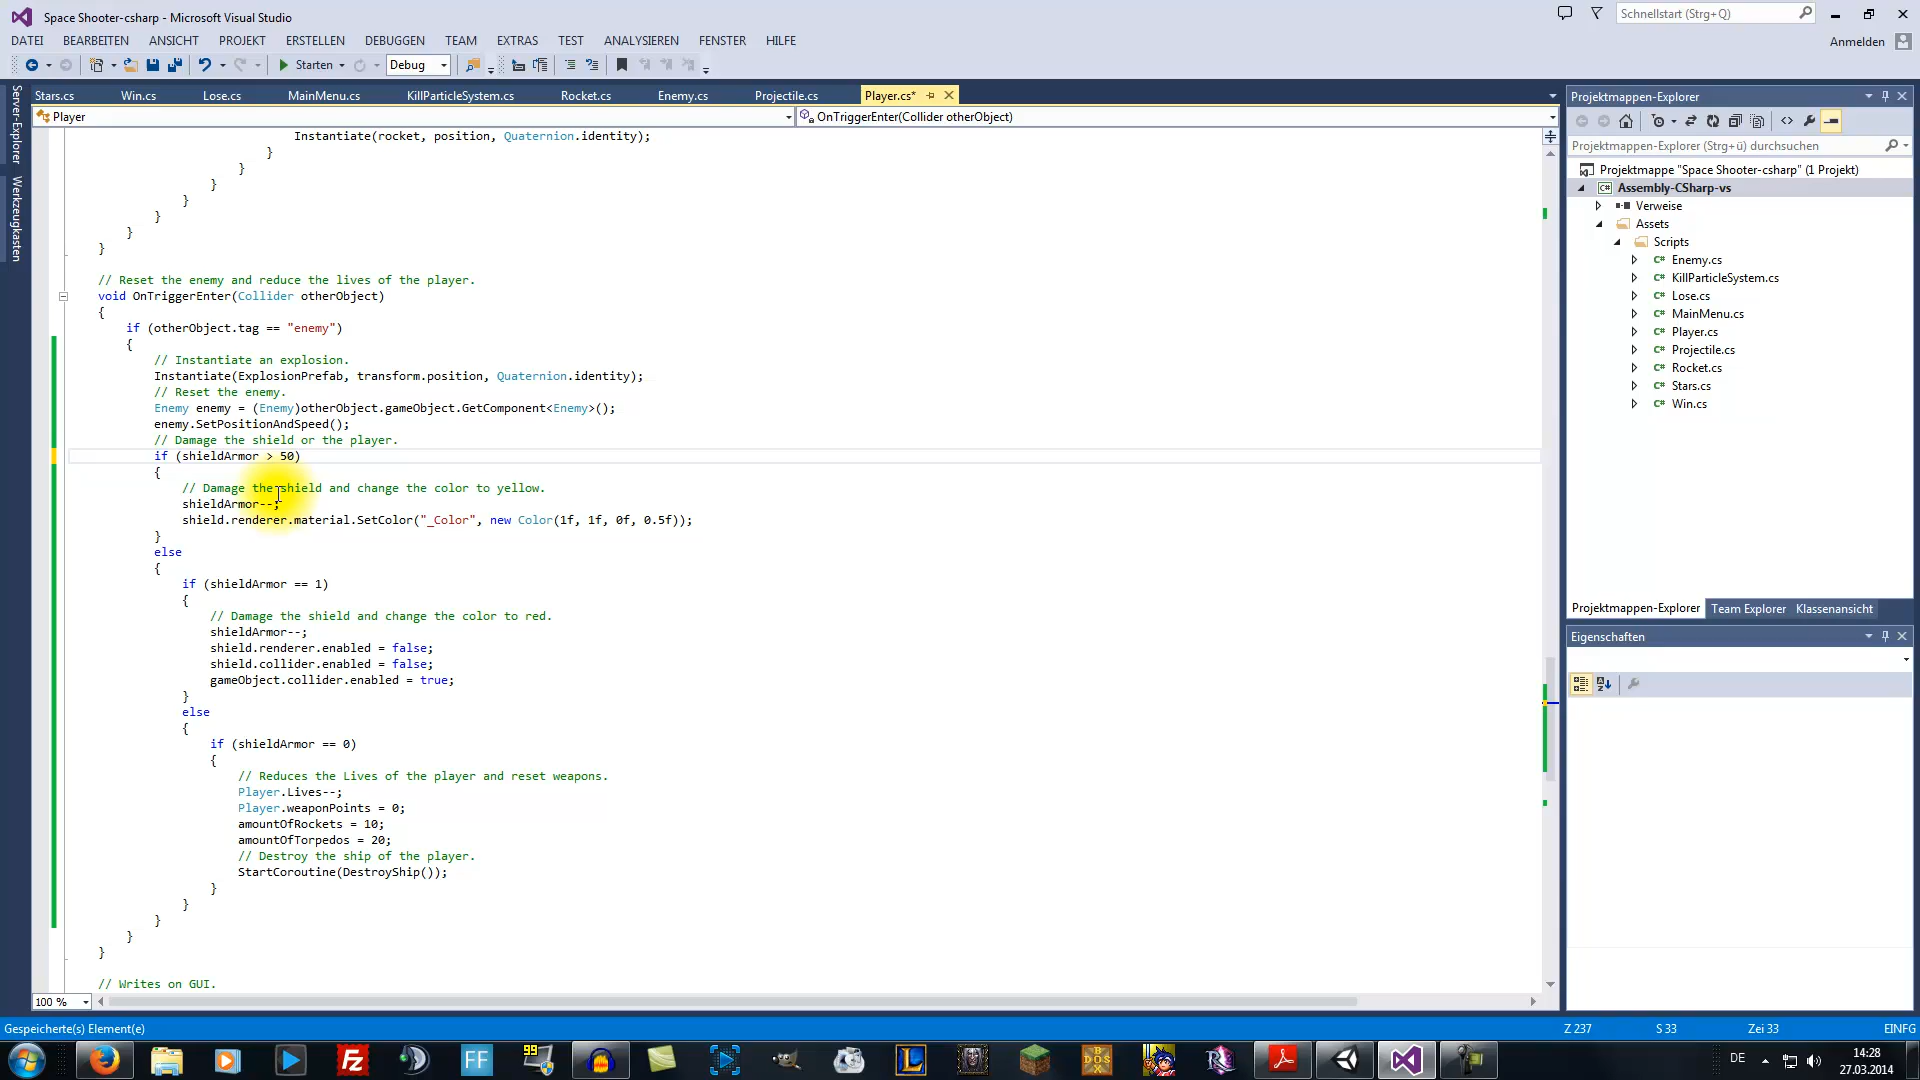 Space Shooter-csharp - Microsoft Visual Studio
Schnellstart (Strg+Q)
DATEI BEARBEITEN ANSICHT PROJEKT ERSTELLEN DEBUGGEN TEAM EXTRAS TEST ANALYSIEREN FENSTER HILFE
Anmelden
Starten Debug
Server-Explorer
Werkzeugkasten
Stars.cs Win.cs Lose.cs MainMenu.cs KillParticleSystem.cs Rocket.cs Enemy.cs Projectile.cs Player.cs*
Player
OnTriggerEnter(Collider otherObject)
Instantiate(rocket, position, Quaternion.identity);
}
}
}
}
}
}
}
// Reset the enemy and reduce the lives of the player.
void OnTriggerEnter(Collider otherObject)
{
if (otherObject.tag == "enemy")
{
// Instantiate an explosion.
Instantiate(ExplosionPrefab, transform.position, Quaternion.identity);
// Reset the enemy.
Enemy enemy = (Enemy)otherObject.gameObject.GetComponent<Enemy>();
enemy.SetPositionAndSpeed();
// Damage the shield or the player.
if (shieldArmor > 50)
{
// Damage the shield and change the color to yellow.
shieldArmor--;
shield.renderer.material.SetColor("_Color", new Color(1f, 1f, 0f, 0.5f));
}
else
{
if (shieldArmor == 1)
{
// Damage the shield and change the color to red.
shieldArmor--;
shield.renderer.enabled = false;
shield.collider.enabled = false;
gameObject.collider.enabled = true;
}
else
{
if (shieldArmor == 0)
{
// Reduces the Lives of the player and reset weapons.
Player.Lives--;
Player.weaponPoints = 0;
amountOfRockets = 10;
amountOfTorpedos = 20;
// Destroy the ship of the player.
StartCoroutine(DestroyShip());
}
}
}
}
}
// Writes on GUI.
100 %
Projektmappen-Explorer
Projektmappen-Explorer (Strg+ü) durchsuchen
Projektmappe "Space Shooter-csharp" (1 Projekt)
C# Assembly-CSharp-vs
Verweise
Assets
Scripts
C# Enemy.cs
C# KillParticleSystem.cs
C# Lose.cs
C# MainMenu.cs
C# Player.cs
C# Projectile.cs
C# Rocket.cs
C# Stars.cs
C# Win.cs
Projektmappen-Explorer Team Explorer Klassenansicht
Eigenschaften
Gespeicherte(s) Element(e)
Z 237 S 33 Zei 33 EINFG
Fz FF 99 L B DOS X R
DE
14:28
27.03.2014